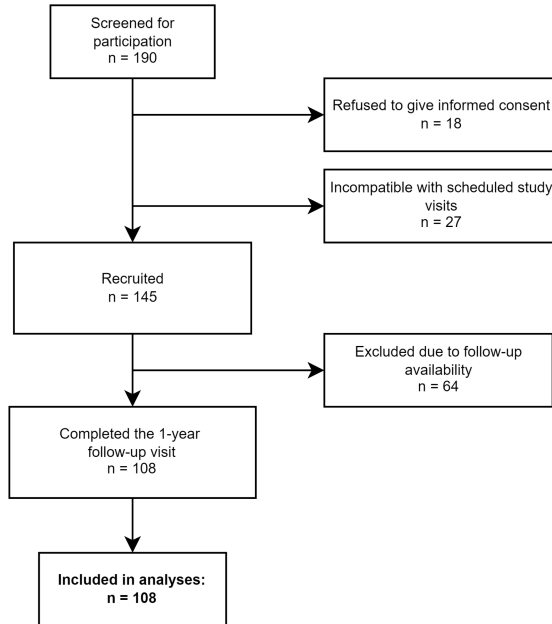 Screened for
participation
n = 190
Refused to give informed consent
n = 18
Incompatible with scheduled study
visits
n = 27
Recruited
n = 145
Excluded due to follow-up
availability
n = 64
Completed the 1-year
follow-up visit
n = 108
Included in analyses:
n = 108